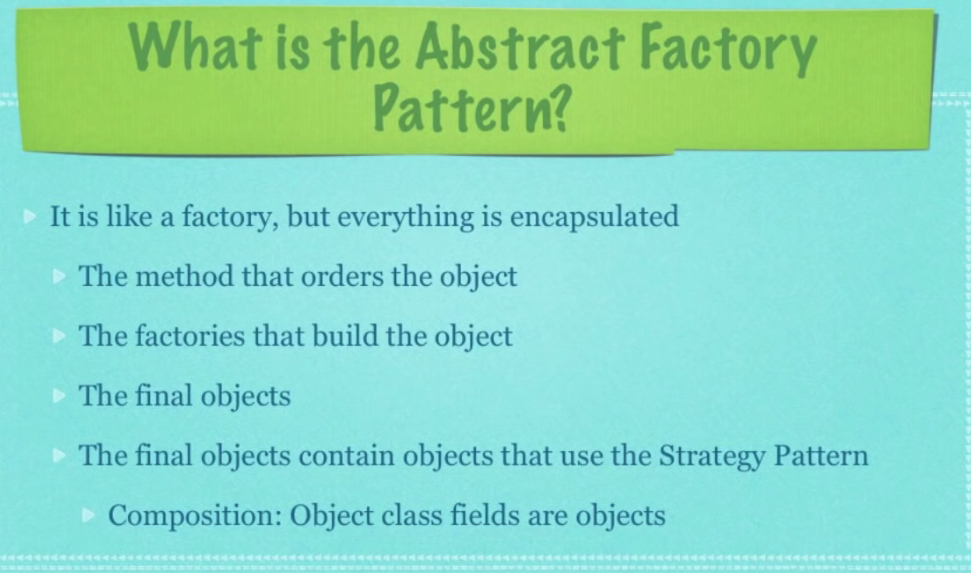 What is the Abstract Factory
Pattern?
It is like a factory, but everything is encapsulated
The method that orders the object
The factories that build the object
The final objects
The final objects contain objects that use the Strategy Pattern
Composition: Object class fields are objects